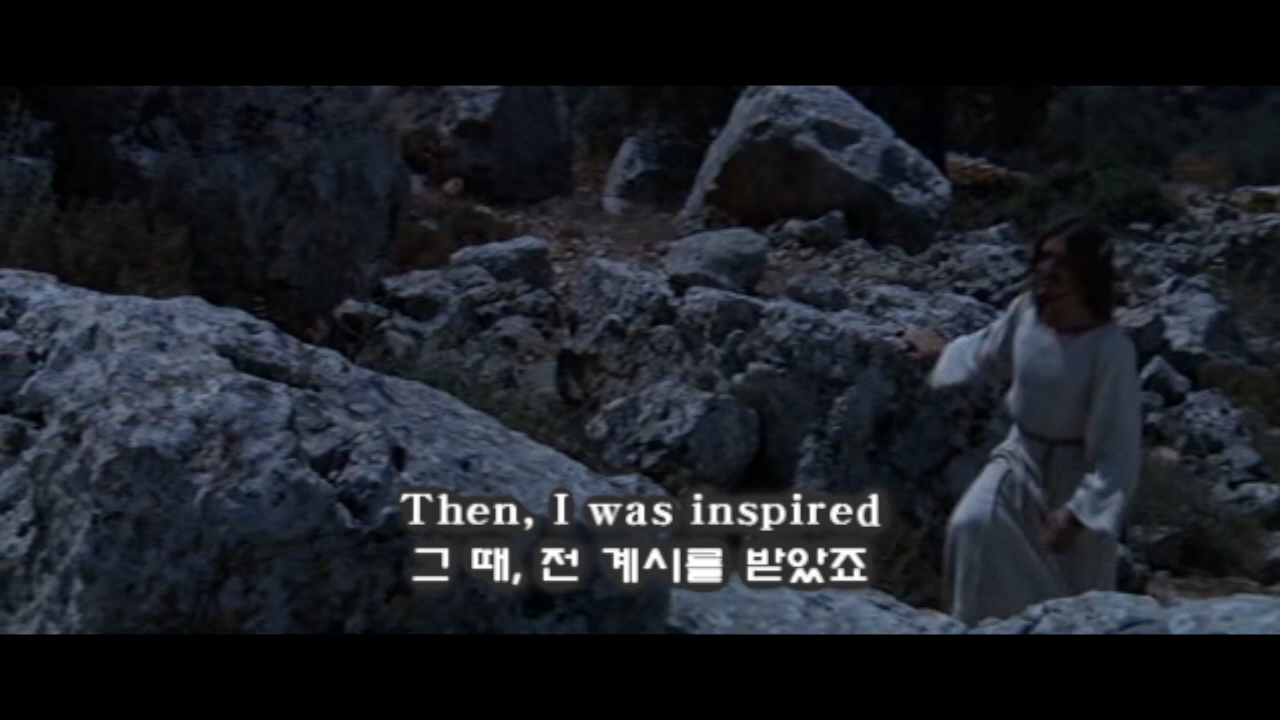 Then, I was inspired
그 때, 전 계시를 받았죠